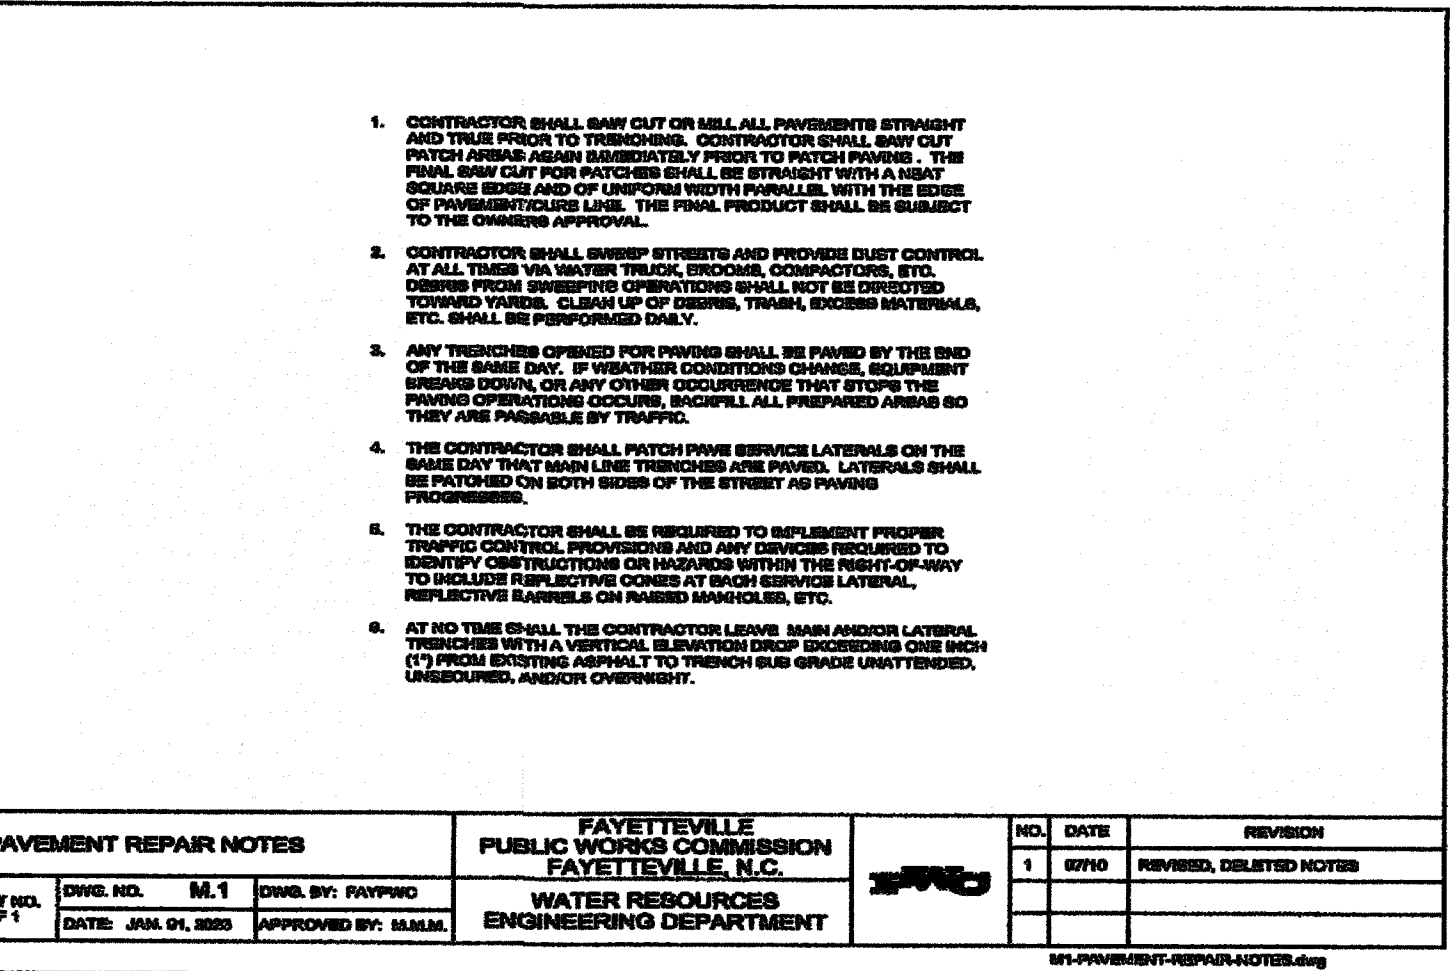 1. CONTRACTOR SHALL SAW CUT OR MILL ALL PAVEMENTS STRAIGHT
AND TRUE PRIOR TO TRENCHING. CONTRACTOR SHALL SAW CUT
PATCH AREAS AGAIN IMMEDIATELY PRIOR TO PATCH PAVING . THE
FINAL SAW CUT FOR PATCHES SHALL BE STRAIGHT WITH A NEAT
SQUARE EDGE AND OF UNIFORM WIDTH PARALLEL WITH THE EDGE
OF PAVEMENT/CURB LINE. THE FINAL PRODUCT SHALL BE SUBJECT
TO THE OWNERS APPROVAL.
2. CONTRACTOR SHALL SWEEP STREETS AND PROVIDE DUST CONTROL
AT ALL TIMES VIA WATER TRUCK, BROOMS, COMPACTORS, ETC.
DEBRIS FROM SWEEPING OPERATIONS SHALL NOT BE DIRECTED
TOWARD YARDS. CLEAN UP OF DEBRIS, TRASH, EXCESS MATERIALS,
ETC. SHALL BE PERFORMED DAILY.
3. ANY TRENCHES OPENED FOR PAVING SHALL BE PAVED BY THE END
OF THE SAME DAY. IF WEATHER CONDITIONS CHANGE, EQUIPMENT
BREAKS DOWN, OR ANY OTHER OCCURRENCE THAT STOPS THE
PAVING OPERATIONS OCCURS, BACKFILL ALL PREPARED AREAS SO
THEY ARE PASSABLE BY TRAFFIC.
4. THE CONTRACTOR SHALL PATCH PAVE SERVICE LATERALS ON THE
SAME DAY THAT MAIN LINE TRENCHES ARE PAVED. LATERALS SHALL
BE PATCHED ON BOTH SIDES OF THE STREET AS PAVING
PROGRESSES.
5. THE CONTRACTOR SHALL BE REQUIRED TO IMPLEMENT PROPER
TRAFFIC CONTROL PROVISIONS AND ANY DEVICES REQUIRED TO
IDENTIFY OBSTRUCTIONS OR HAZARDS WITHIN THE RIGHT-OF-WAY
TO INCLUDE REFLECTIVE CONES AT EACH SERVICE LATERAL,
REFLECTIVE BARRELS ON RAISED MANHOLES, ETC.
6. AT NO TIME SHALL THE CONTRACTOR LEAVE MAIN AND/OR LATERAL
TRENCHES WITH A VERTICAL ELEVATION DROP EXCEEDING ONE INCH
(1") FROM EXISTING ASPHALT TO TRENCH SUB GRADE UNATTENDED,
UNSECURED, AND/OR OVERNIGHT.
PAVEMENT REPAIR NOTES
NO.
F 1
DWG. NO. M.1
DWG. BY: FAYPWC
DATE: JAN. 01, 2023
APPROVED BY: M.M.M.
FAYETTEVILLE
PUBLIC WORKS COMMISSION
FAYETTEVILLE, N.C.
WATER RESOURCES
ENGINEERING DEPARTMENT
PWC
NO. DATE REVISION
1 07/10 REVISED, DELETED NOTES
M1-PAVEMENT-REPAIR-NOTES.dwg